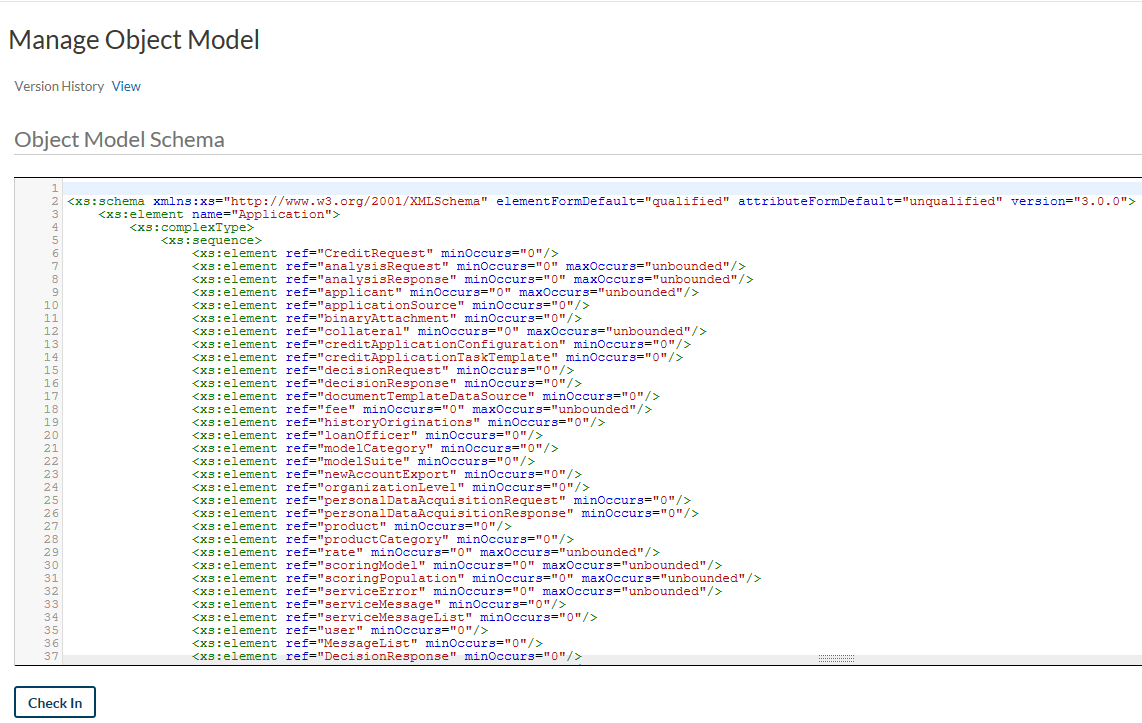 Manage Object Model
Version History View
Object Model Schema
1
2 <xs:schema xmlns:xs="http://www.w3.org/2001/XMLSchema" elementFormDefault="qualified" attributeFormDefault="unqualified" version="3.0.0">
3 <xs:element name="Application">
4 <xs:complexType>
5 <xs:sequence>
6 <xs:element ref="CreditRequest" minOccurs="0"/>
7 <xs:element ref="analysisRequest" minOccurs="0" maxOccurs="unbounded"/>
8 <xs:element ref="analysisResponse" minOccurs="0" maxOccurs="unbounded"/>
9 <xs:element ref="applicant" minOccurs="0" maxOccurs="unbounded"/>
10 <xs:element ref="applicationSource" minOccurs="0"/>
11 <xs:element ref="binaryAttachment" minOccurs="0"/>
12 <xs:element ref="collateral" minOccurs="0" maxOccurs="unbounded"/>
13 <xs:element ref="creditApplicationConfiguration" minOccurs="0"/>
14 <xs:element ref="creditApplicationTaskTemplate" minOccurs="0"/>
15 <xs:element ref="decisionRequest" minOccurs="0"/>
16 <xs:element ref="decisionResponse" minOccurs="0"/>
17 <xs:element ref="documentTemplateDataSource" minOccurs="0"/>
18 <xs:element ref="fee" minOccurs="0" maxOccurs="unbounded"/>
19 <xs:element ref="historyOriginations" minOccurs="0"/>
20 <xs:element ref="loanOfficer" minOccurs="0"/>
21 <xs:element ref="modelCategory" minOccurs="0"/>
22 <xs:element ref="modelSuite" minOccurs="0"/>
23 <xs:element ref="newAccountExport" minOccurs="0"/>
24 <xs:element ref="organizationLevel" minOccurs="0"/>
25 <xs:element ref="personalDataAcquisitionRequest" minOccurs="0"/>
26 <xs:element ref="personalDataAcquisitionResponse" minOccurs="0"/>
27 <xs:element ref="product" minOccurs="0"/>
28 <xs:element ref="productCategory" minOccurs="0"/>
29 <xs:element ref="rate" minOccurs="0" maxOccurs="unbounded"/>
30 <xs:element ref="scoringModel" minOccurs="0" maxOccurs="unbounded"/>
31 <xs:element ref="scoringPopulation" minOccurs="0" maxOccurs="unbounded"/>
32 <xs:element ref="serviceError" minOccurs="0" maxOccurs="unbounded"/>
33 <xs:element ref="serviceMessage" minOccurs="0"/>
34 <xs:element ref="serviceMessageList" minOccurs="0"/>
35 <xs:element ref="user" minOccurs="0"/>
36 <xs:element ref="MessageList" minOccurs="0"/>
37 <xs:element ref="DecisionResponse" minOccurs="0"/>
Check In